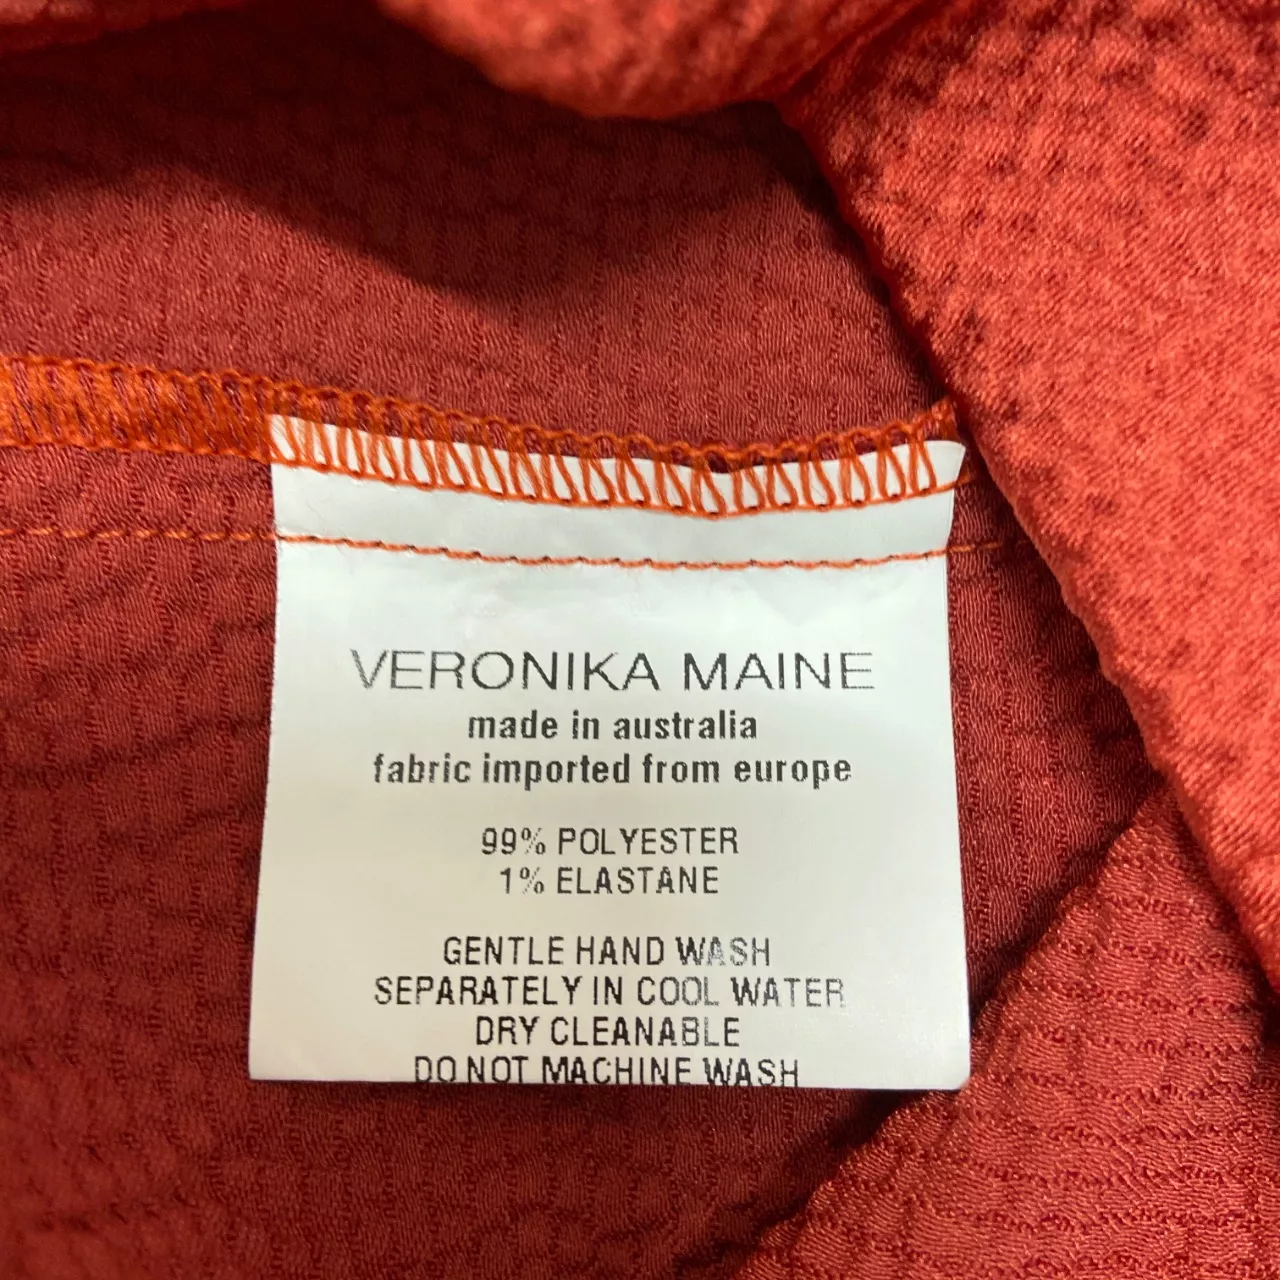 VERONIKA MAINE
made in australia
fabric imported from europe
99% POLYESTER
1% ELASTANE
GENTLE HAND WASH
SEPARATELY IN COOL WATER
DRY CLEANABLE
DO NOT MACHINE WASH